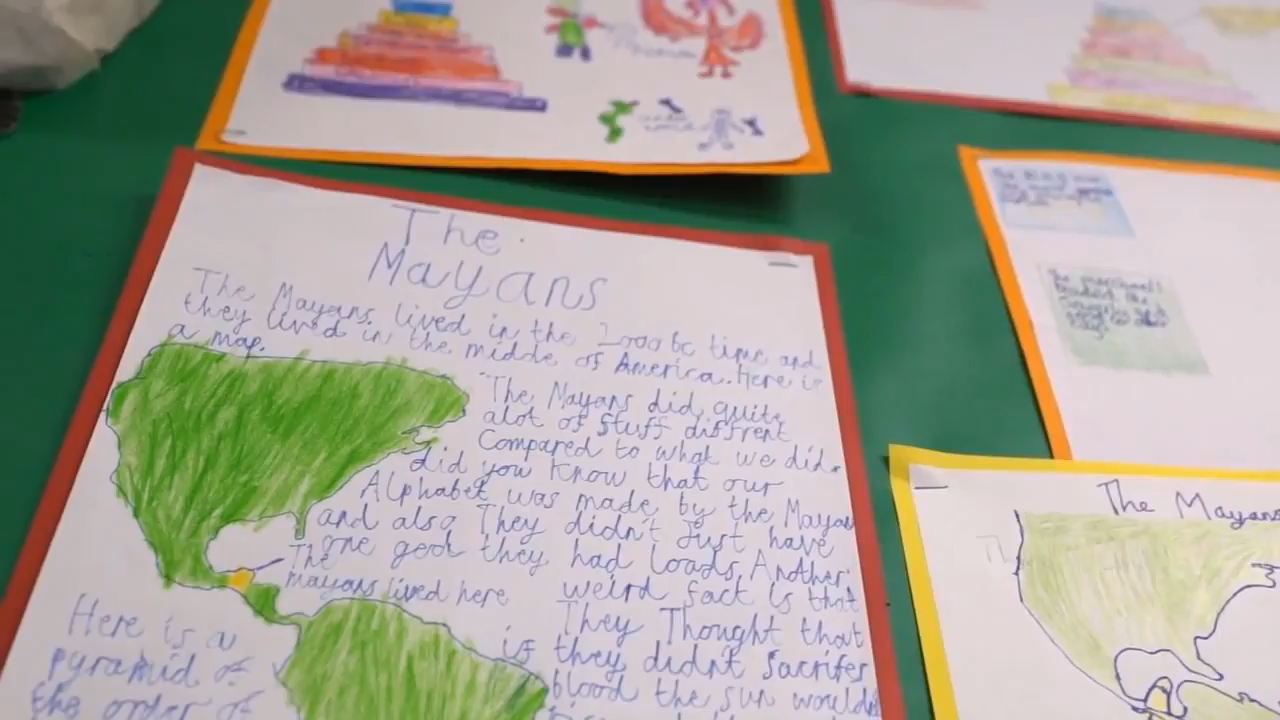 The
Mayans
The Mayans lived in the 2000bc time and
they lived in the middle of America. Here is
a map.
The Mayans did quite
alot of stuff diffrent
Compared to what we did.
did you know that our
Alphabet was made by the Mayans
and also They didn't Just have
one god they had loads. Another
weird fact is that
They Thought that
if they didn't sacrifes
blood the sun wouldn
The
mayans lived here
Here is a
pyramid of
the order of
The Mayans